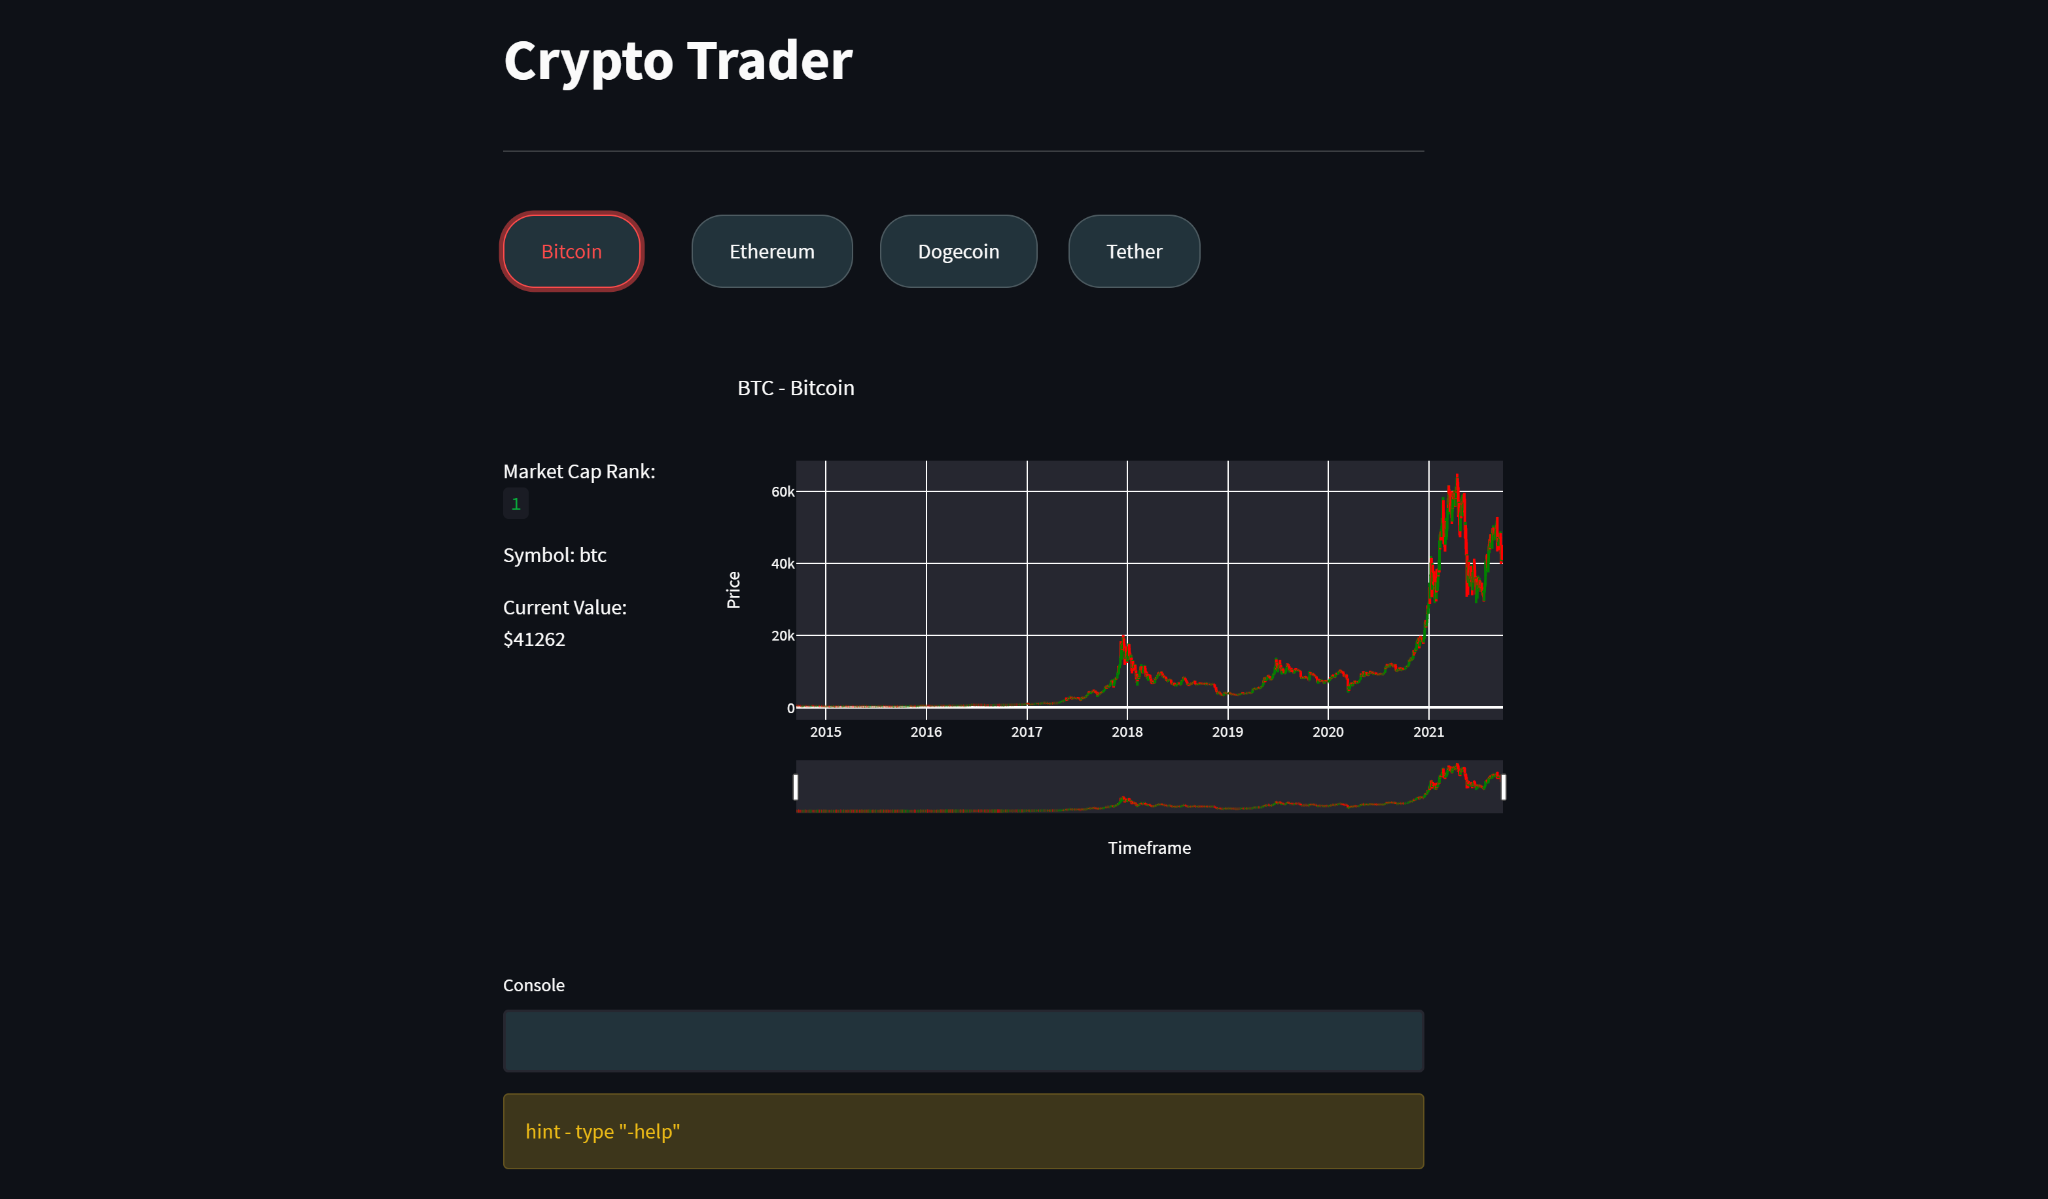 Crypto Trader
Bitcoin
Ethereum
Dogecoin
Tether
BTC - Bitcoin
Market Cap Rank:
1
Symbol: btc
Current Value:
$41262
Price
60k
40k
20k
0
2015
2016
2017
2018
2019
2020
2021
Timeframe
Console
hint - type "-help"